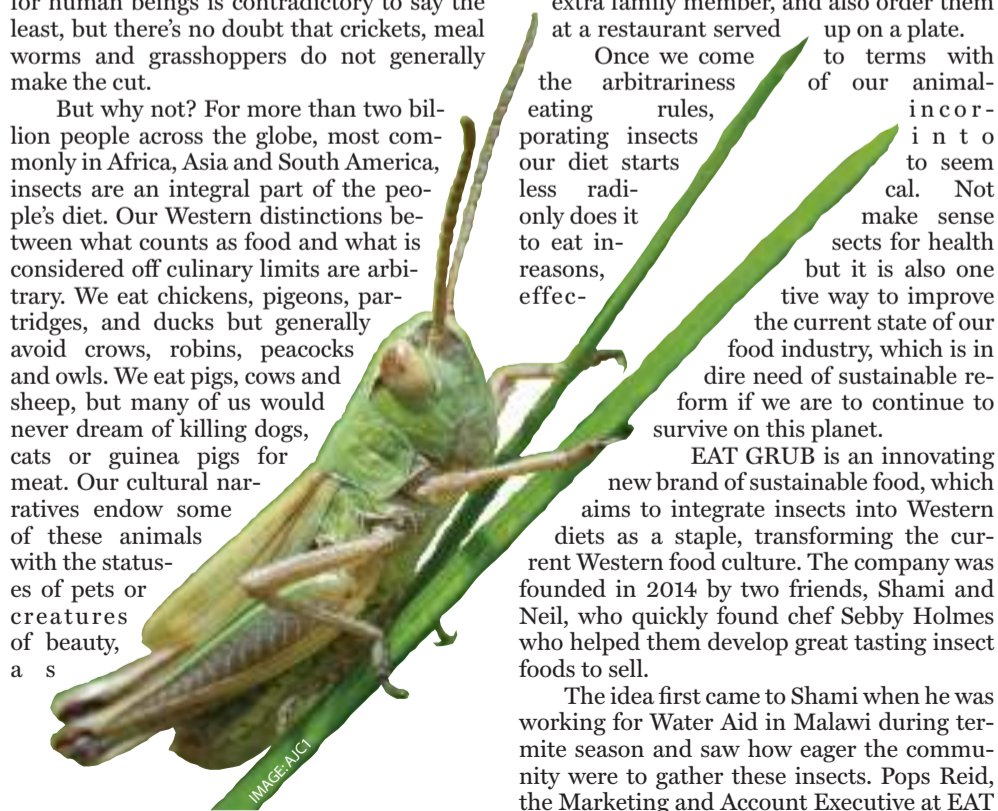 for human beings is contradictory to say the
least, but there's no doubt that crickets, meal
worms and grasshoppers do not generally
make the cut.
But why not? For more than two bil-
lion people across the globe, most com-
monly in Africa, Asia and South America,
insects are an integral part of the peo-
ple's diet. Our Western distinctions be-
tween what counts as food and what is
considered off culinary limits are arbi-
trary. We eat chickens, pigeons, par-
tridges, and ducks but generally
avoid crows, robins, peacocks
and owls. We eat pigs, cows and
sheep, but many of us would
never dream of killing dogs,
cats or guinea pigs for
meat. Our cultural nar-
ratives endow some
of these animals
with the status-
es of pets or
creatures
of beauty,
as
extra family member, and also order them
at a restaurant served up on a plate.
Once we come to terms with
the arbitrariness of our animal-
eating rules, incor-
porating insects into
our diet starts to seem
less radi- cal. Not
only does it make sense
to eat in- sects for health
reasons, but it is also one
effec- tive way to improve
the current state of our
food industry, which is in
dire need of sustainable re-
form if we are to continue to
survive on this planet.
EAT GRUB is an innovating
new brand of sustainable food, which
aims to integrate insects into Western
diets as a staple, transforming the cur-
rent Western food culture. The company was
founded in 2014 by two friends, Shami and
Neil, who quickly found chef Sebby Holmes
who helped them develop great tasting insect
foods to sell.
The idea first came to Shami when he was
working for Water Aid in Malawi during ter-
mite season and saw how eager the commu-
nity were to gather these insects. Pops Reid,
the Marketing and Account Executive at EAT
IMAGE: AJC1